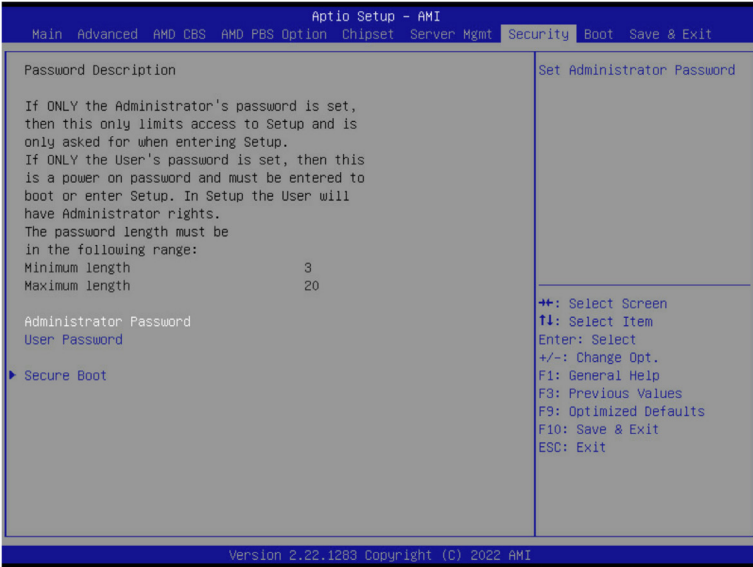 Aptio Setup – AMI
Main Advanced AMD CBS AMD PBS Option Chipset Server Mgmt Security Boot Save & Exit
Password Description
If ONLY the Administrator's password is set,
then this only limits access to Setup and is
only asked for when entering Setup.
If ONLY the User's password is set, then this
is a power on password and must be entered to
boot or enter Setup. In Setup the User will
have Administrator rights.
The password length must be
in the following range:
Minimum length 3
Maximum length 20
Administrator Password
User Password
Secure Boot
Set Administrator Password
→←: Select Screen
↑↓: Select Item
Enter: Select
+/-: Change Opt.
F1: General Help
F3: Previous Values
F9: Optimized Defaults
F10: Save & Exit
ESC: Exit
Version 2.22.1283 Copyright (C) 2022 AMI